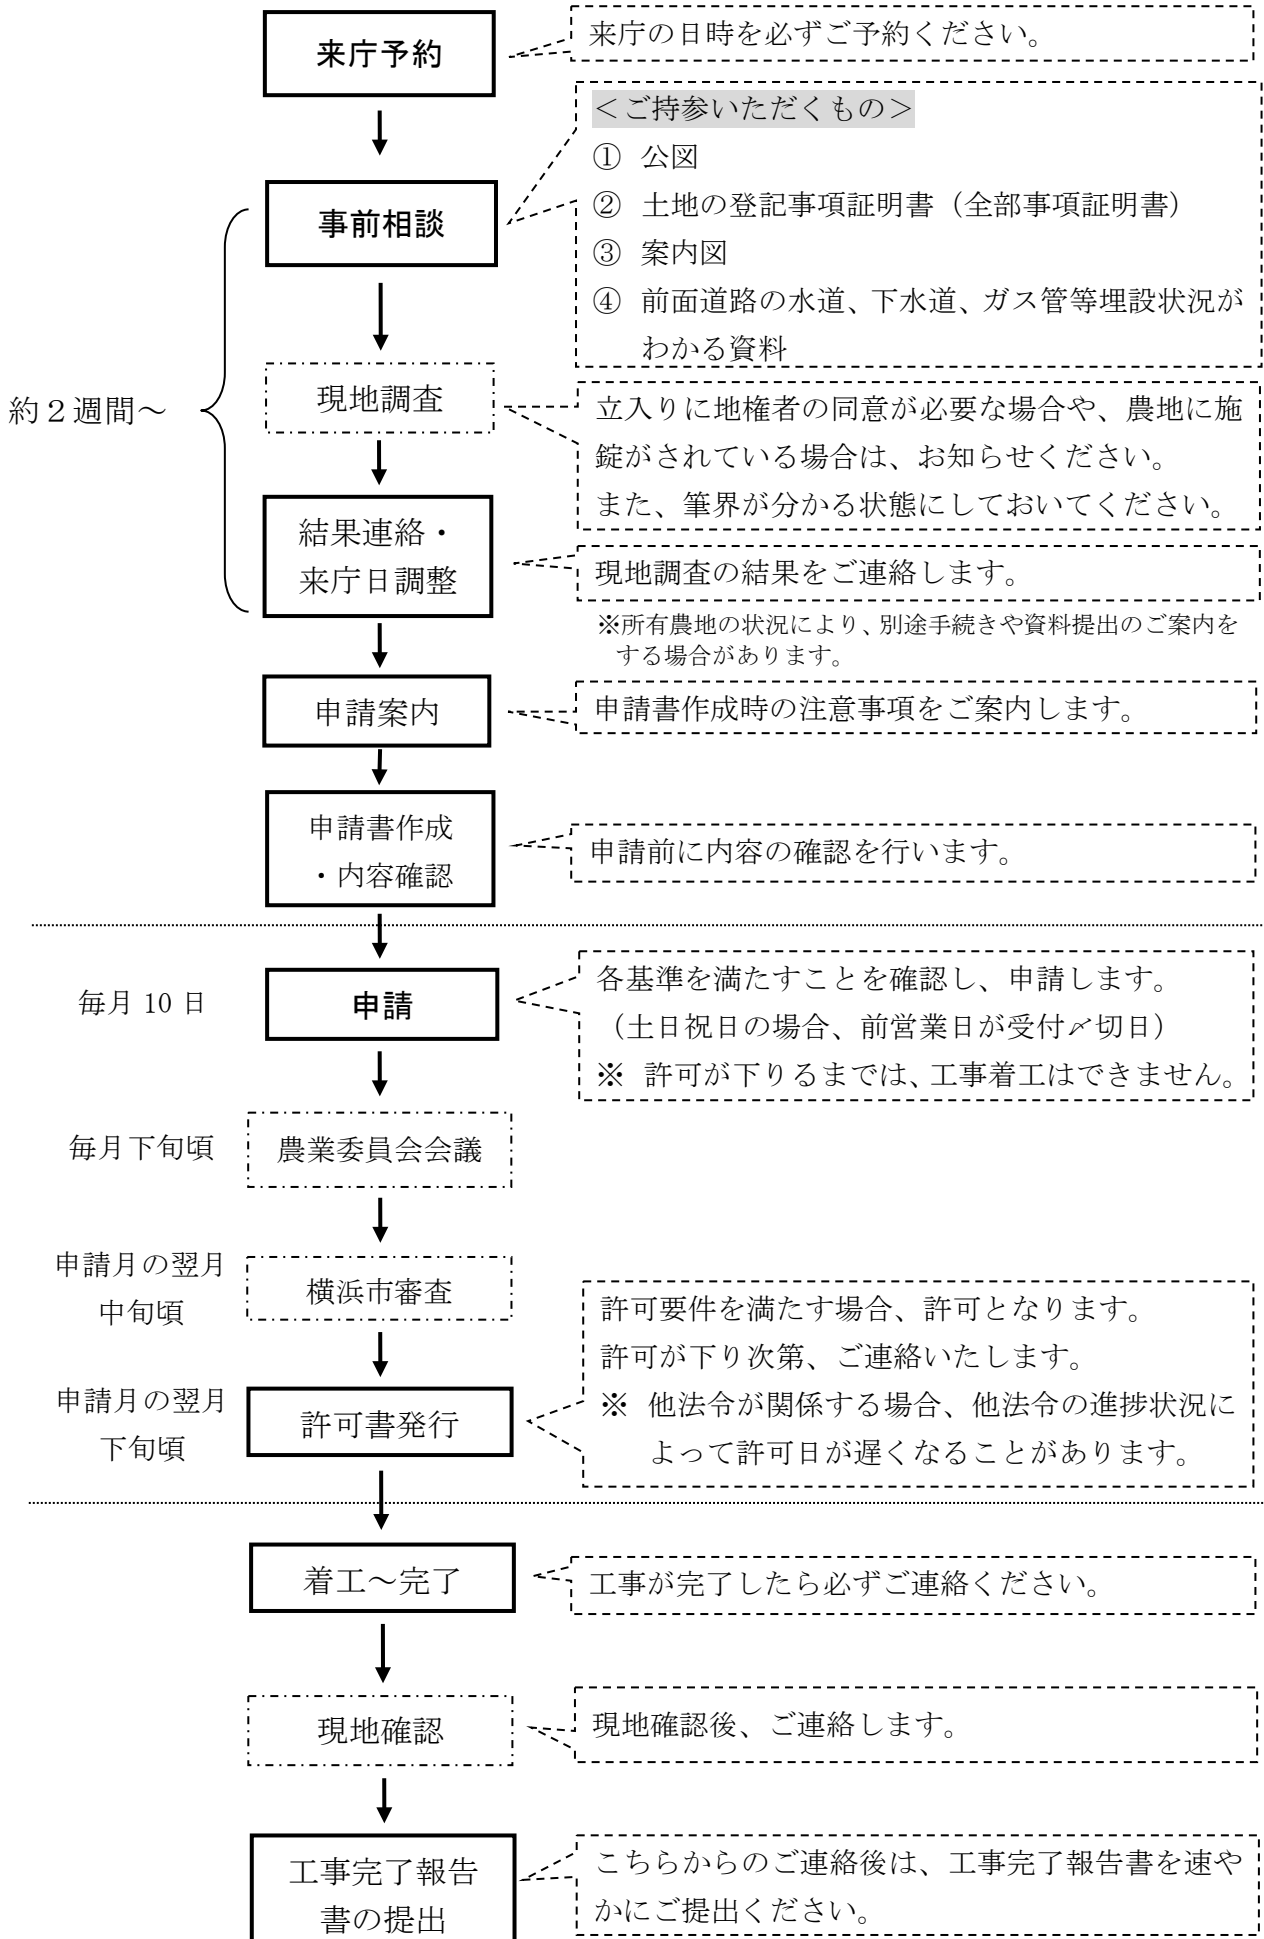 来庁予約
来庁の日時を必ずご予約ください。
＜ご持参いただくもの＞
① 公図
② 土地の登記事項証明書（全部事項証明書）
③ 案内図
④ 前面道路の水道、下水道、ガス管等埋設状況が
わかる資料
事前相談
約２週間～
現地調査
立入りに地権者の同意が必要な場合や、農地に施
錠がされている場合は、お知らせください。
また、筆界が分かる状態にしておいてください。
結果連絡・
来庁日調整
現地調査の結果をご連絡します。
※所有農地の状況により、別途手続きや資料提出のご案内を
する場合があります。
申請案内
申請書作成時の注意事項をご案内します。
申請書作成
・内容確認
申請前に内容の確認を行います。
毎月 10 日
申請
各基準を満たすことを確認し、申請します。
（土日祝日の場合、前営業日が受付〆切日）
※ 許可が下りるまでは、工事着工はできません。
毎月下旬頃
農業委員会会議
申請月の翌月
中旬頃
横浜市審査
申請月の翌月
下旬頃
許可書発行
許可要件を満たす場合、許可となります。
許可が下り次第、ご連絡いたします。
※ 他法令が関係する場合、他法令の進捗状況に
よって許可日が遅くなることがあります。
着工～完了
工事が完了したら必ずご連絡ください。
現地確認
現地確認後、ご連絡します。
工事完了報告
書の提出
こちらからのご連絡後は、工事完了報告書を速や
かにご提出ください。